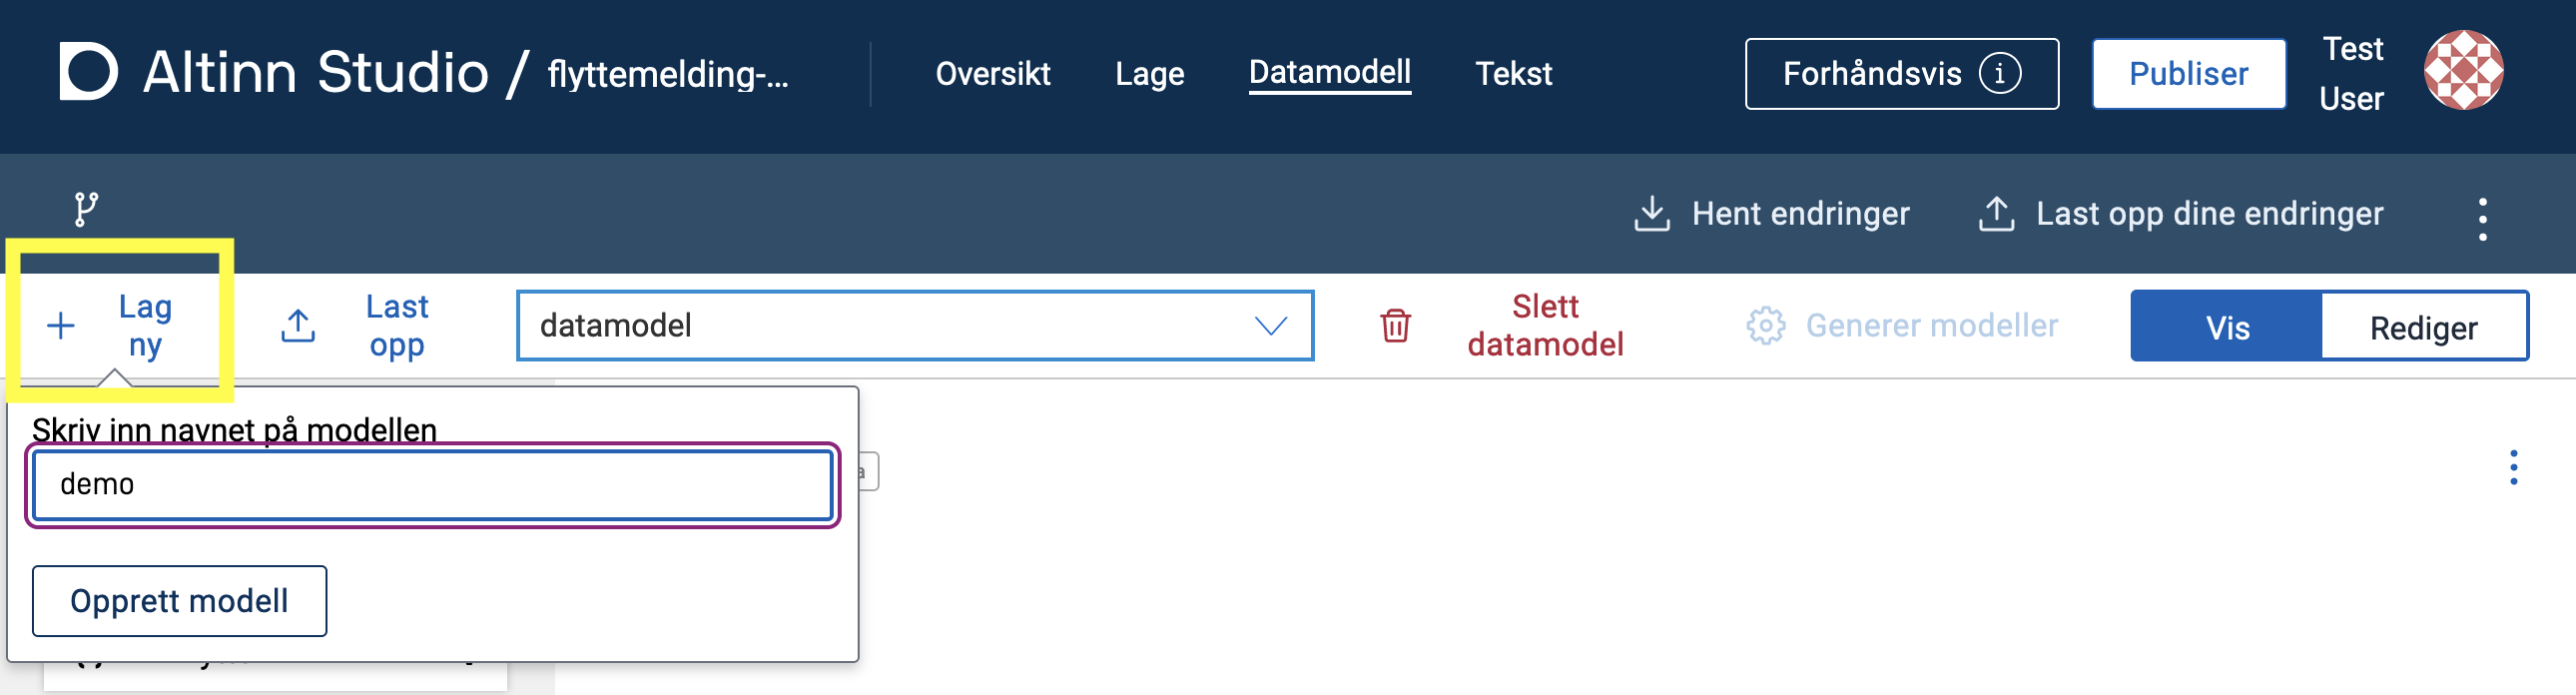 Altinn Studio / flyttemelding-...
Oversikt
Lage
Datamodell
Tekst
Forhåndsvis
Publiser
Test
User
Hent endringer
Last opp dine endringer
Lag
ny
Last
opp
datamodel
Slett
datamodel
Generer modeller
Vis
Rediger
Skriv inn navnet på modellen
demo
Opprett modell